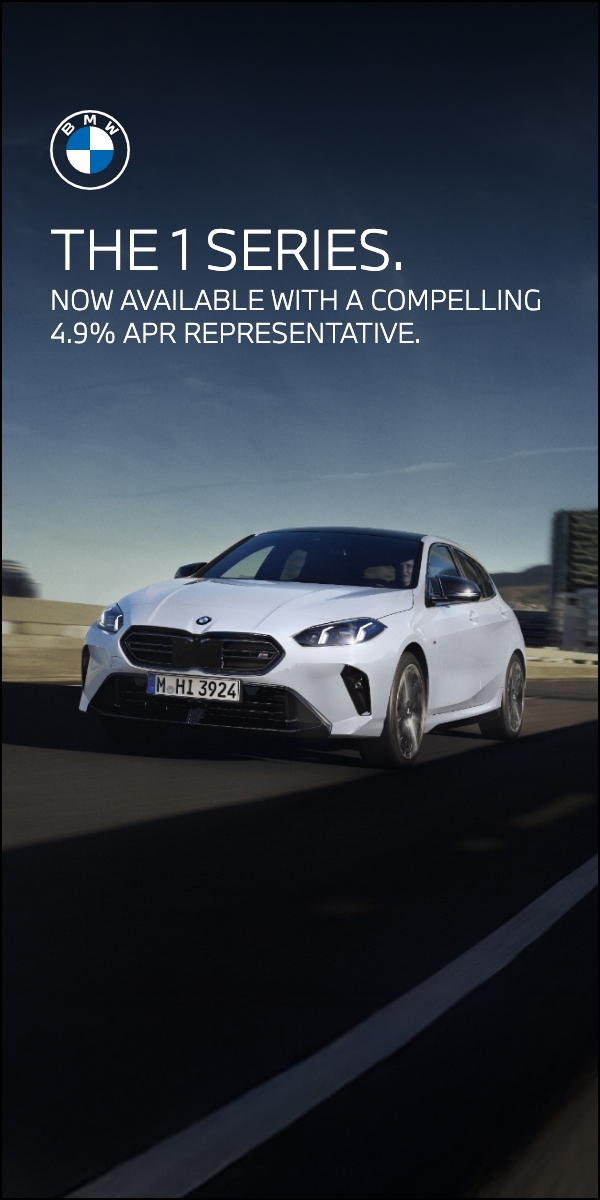 BMW
THE 1 SERIES.
NOW AVAILABLE WITH A COMPELLING
4.9% APR REPRESENTATIVE.
M HI 3924